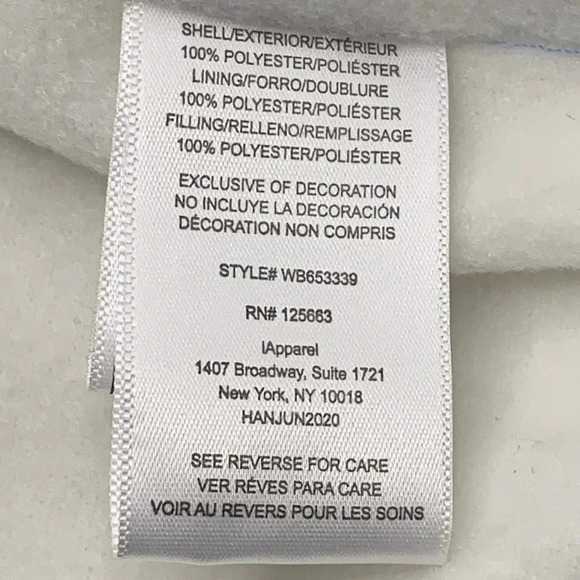 SHELL/EXTERIOR/EXTÉRIEUR
100% POLYESTER/POLIÉSTER
LINING/FORRO/DOUBLURE
100% POLYESTER/POLIÉSTER
FILLING/RELLENO/REMPLISSAGE
100% POLYESTER/POLIÉSTER
EXCLUSIVE OF DECORATION
NO INCLUYE LA DECORACIÓN
DÉCORATION NON COMPRIS
STYLE# WB653339
RN# 125663
IApparel
1407 Broadway, Suite 1721
New York, NY 10018
HANJUN2020
SEE REVERSE FOR CARE
VER RÉVES PARA CARE
VOIR AU REVERS POUR LES SOINS